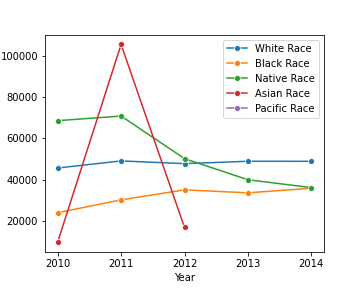 White Race
Black Race
Native Race
Asian Race
Pacific Race
100000
80000
60000
40000
20000
2010 2011 2012 2013 2014
Year